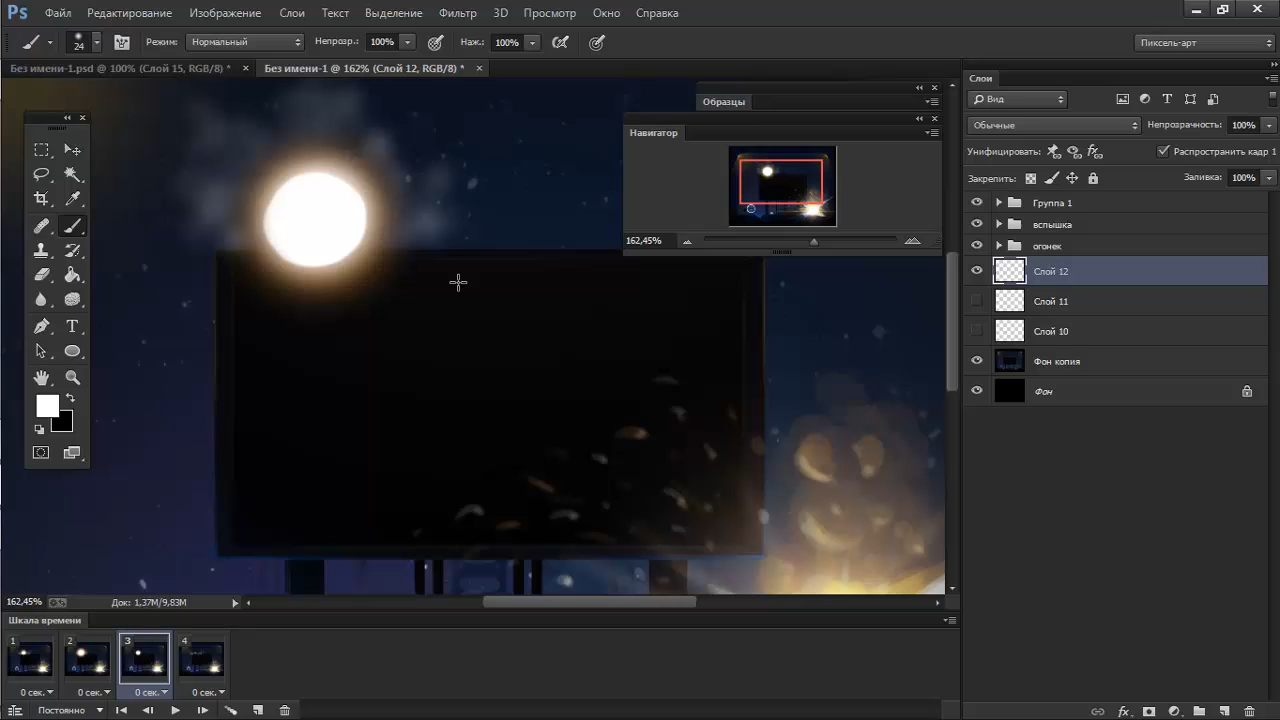 Ps Файл Редактирование Изображение Слои Текст Выделение Фильтр 3D Просмотр Окно Справка
24 Режим: Нормальный Непрозр.: 100% Наж.: 100% Пиксель-арт
Без имени-1.psd @ 100% (Слой 15, RGB/8) * Без имени-1 @ 162% (Слой 12, RGB/8) *
Образцы
Навигатор
162,45%
Слои
Вид
Обычные Непрозрачность: 100%
Унифицировать: Распространить кадр 1
Закрепить: Заливка: 100%
Группа 1
вспышка
огонек
Слой 12
Слой 11
Слой 10
Фон копия
Фон
162,45% Док: 1,37M/9,83M
Шкала времени
1 2 3 4
0 сек. 0 сек. 0 сек. 0 сек.
Постоянно